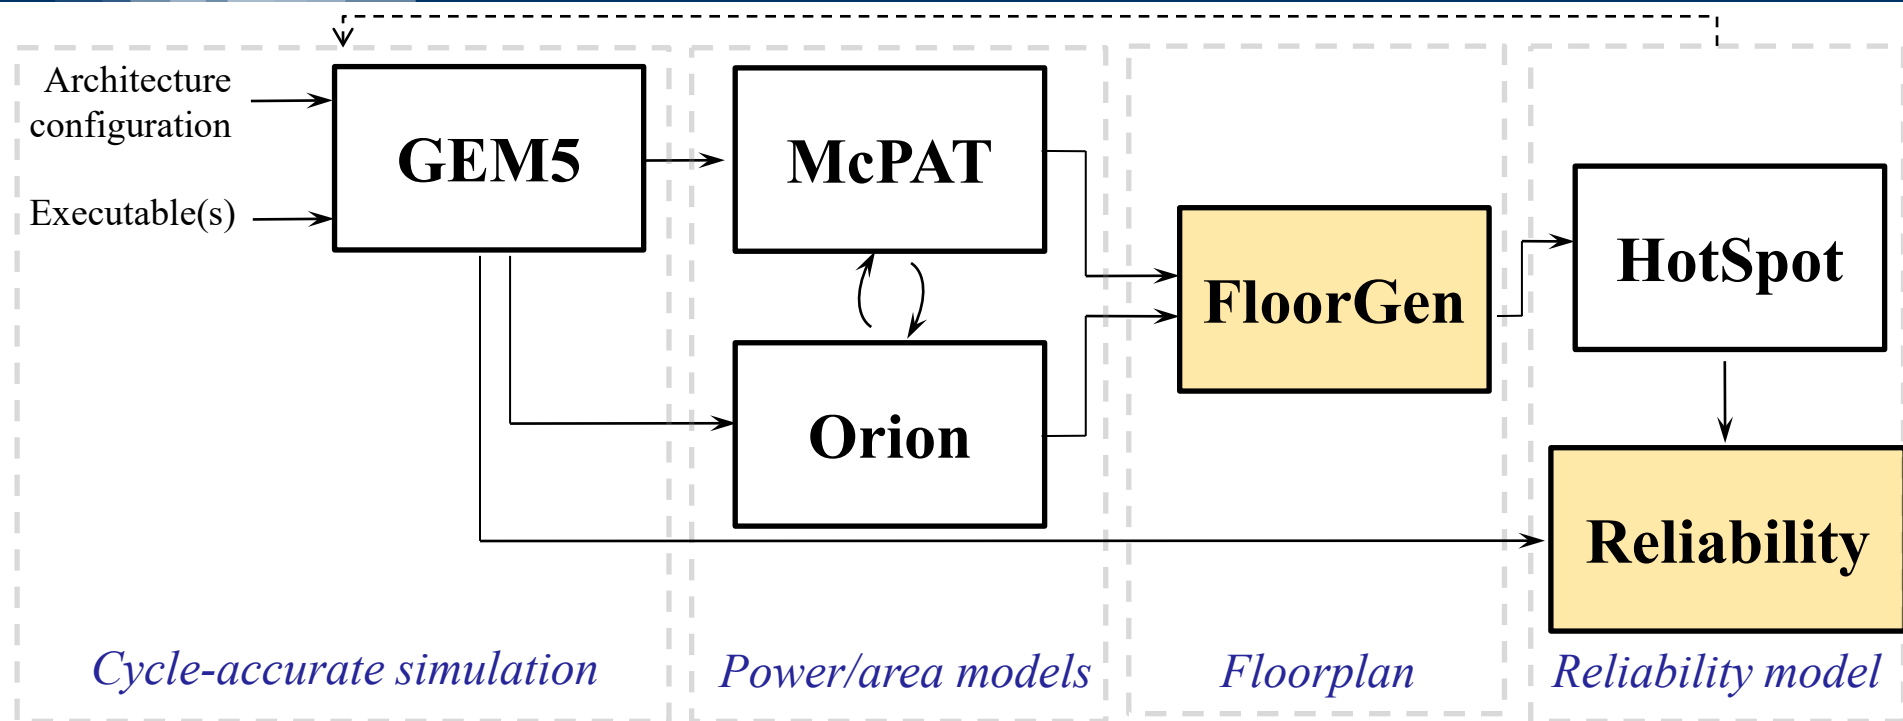 Architecture
configuration
Executable(s)
GEM5
McPAT
Orion
FloorGen
HotSpot
Reliability
Cycle-accurate simulation
Power/area models
Floorplan
Reliability model